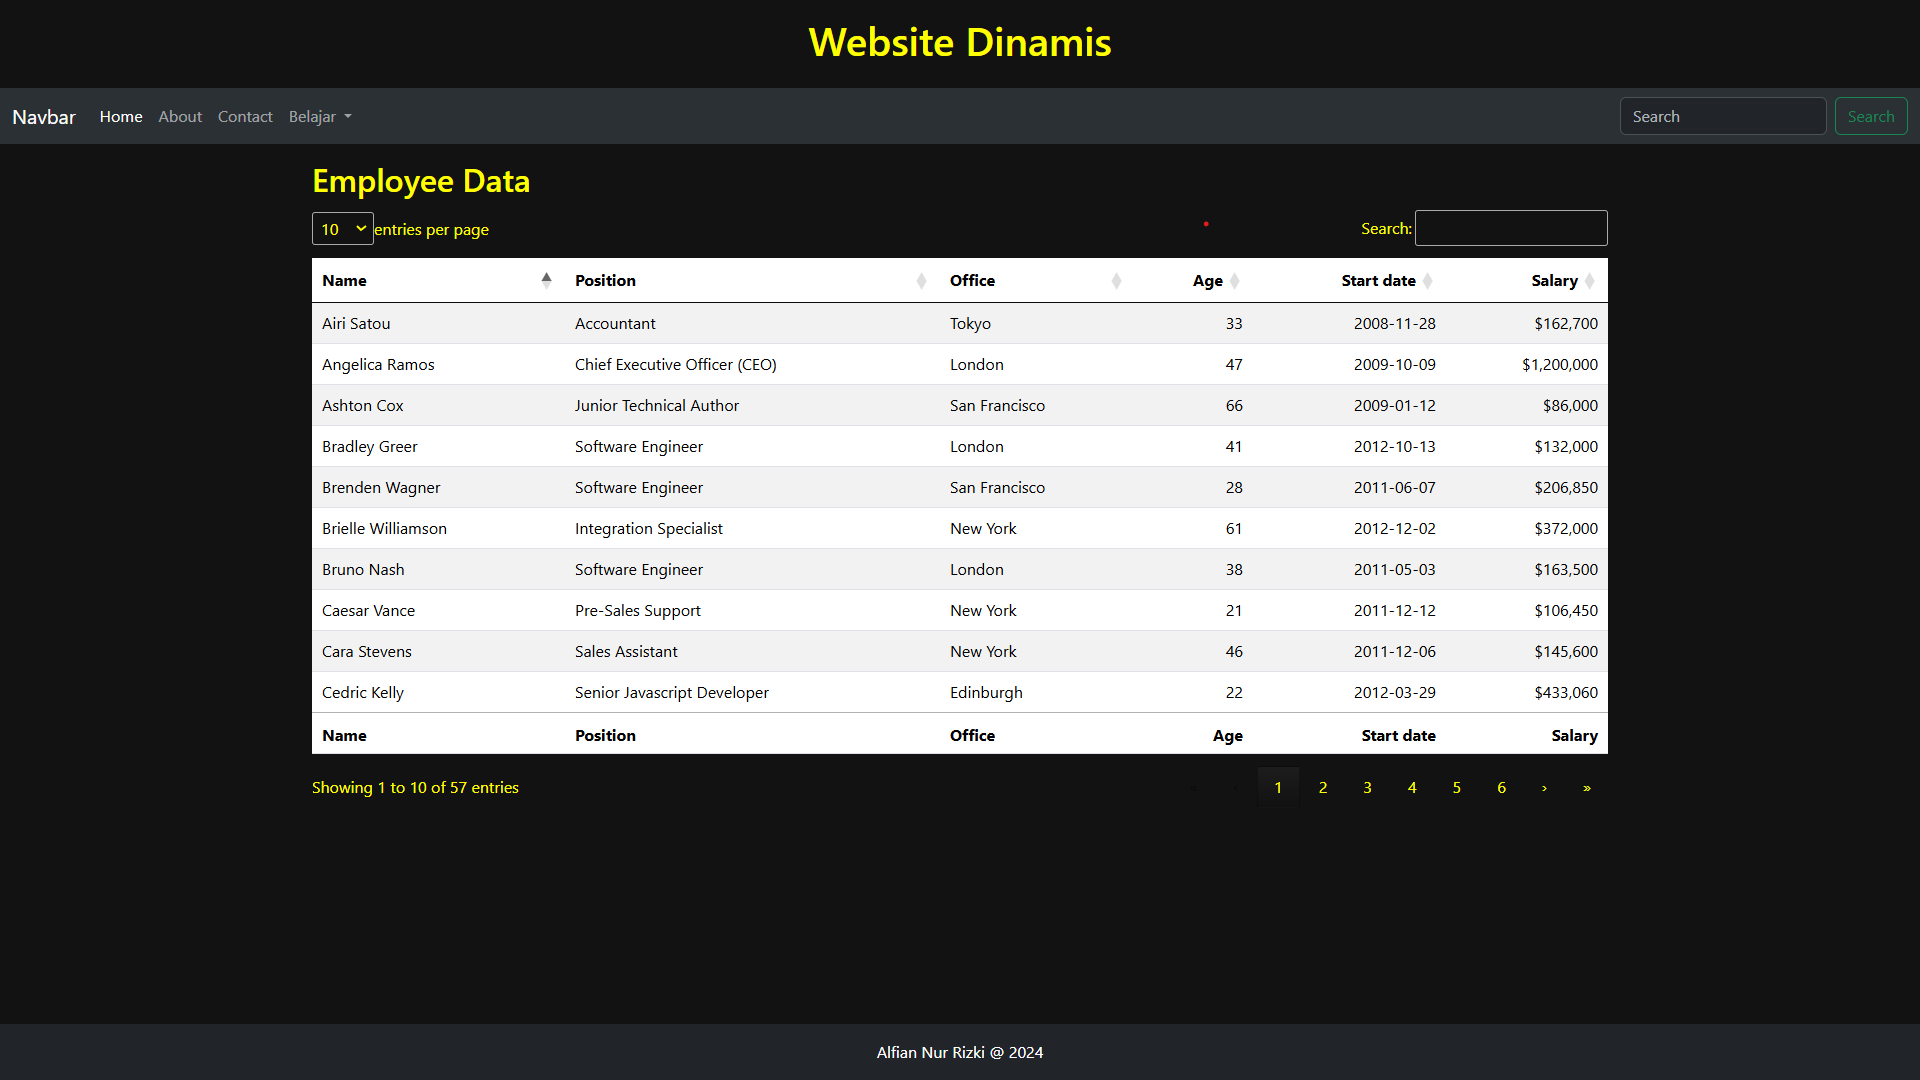 Website Dinamis
Navbar Home About Contact Belajar Search Search
Employee Data
10 entries per page Search:
Name Position Office Age Start date Salary
Airi Satou Accountant Tokyo 33 2008-11-28 $162,700
Angelica Ramos Chief Executive Officer (CEO) London 47 2009-10-09 $1,200,000
Ashton Cox Junior Technical Author San Francisco 66 2009-01-12 $86,000
Bradley Greer Software Engineer London 41 2012-10-13 $132,000
Brenden Wagner Software Engineer San Francisco 28 2011-06-07 $206,850
Brielle Williamson Integration Specialist New York 61 2012-12-02 $372,000
Bruno Nash Software Engineer London 38 2011-05-03 $163,500
Caesar Vance Pre-Sales Support New York 21 2011-12-12 $106,450
Cara Stevens Sales Assistant New York 46 2011-12-06 $145,600
Cedric Kelly Senior Javascript Developer Edinburgh 22 2012-03-29 $433,060
Name Position Office Age Start date Salary
Showing 1 to 10 of 57 entries « ‹ 1 2 3 4 5 6 › »
Alfian Nur Rizki @ 2024